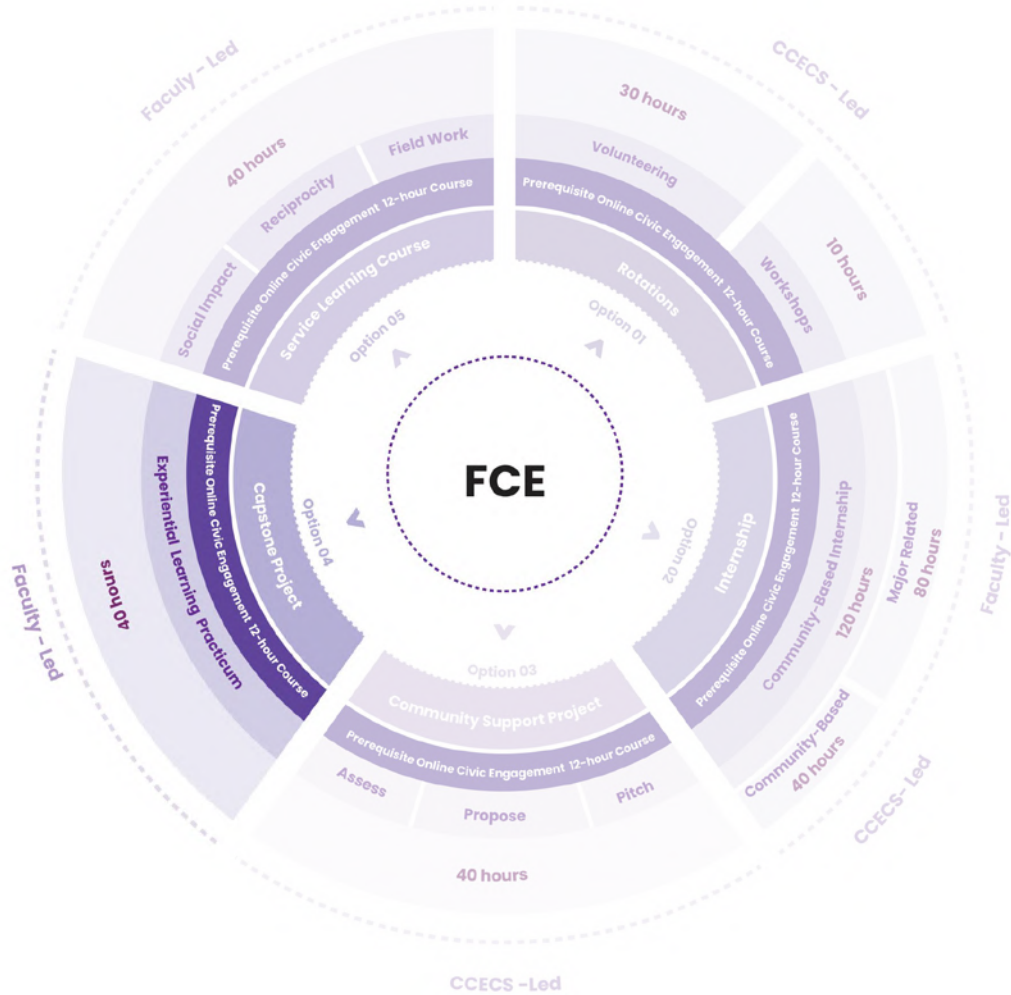 FCE
Option 01
Rotations
Prerequisite Online Civic Engagement 12-hour Course
Volunteering
30 hours
Workshops
10 hours
CCECS - Led
Option 02
Internship
Prerequisite Online Civic Engagement 12-hour Course
Community-Based Internship
120 hours
Major Related
80 hours
Faculty - Led
Community-Based
40 hours
CCECS- Led
Option 03
Community Support Project
Prerequisite Online Civic Engagement 12-hour Course
Assess
Propose
Pitch
40 hours
CCECS -Led
Option 04
Capstone Project
Prerequisite Online Civic Engagement 12-hour Course
Experiential Learning Practicum
40 hours
Faculty - Led
Option 05
Service Learning Course
Prerequisite Online Civic Engagement 12-hour Course
Social Impact
Reciprocity
Field Work
40 hours
Faculy - Led